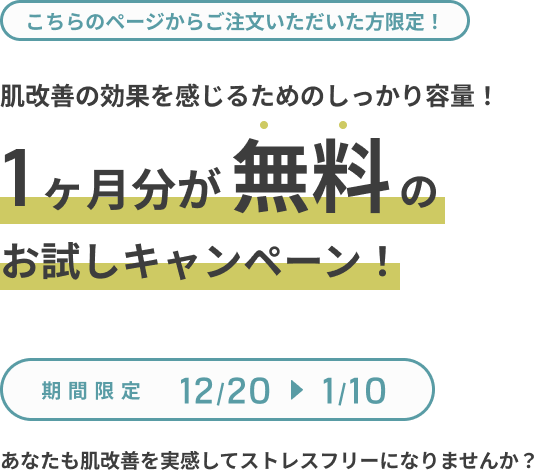 こちらのページからご注文いただいた方限定！
肌改善の効果を感じるためのしっかり容量！
1ヶ月分が無料の
お試しキャンペーン！
期間限定 12/20 ▶ 1/10
あなたも肌改善を実感してストレスフリーになりませんか？